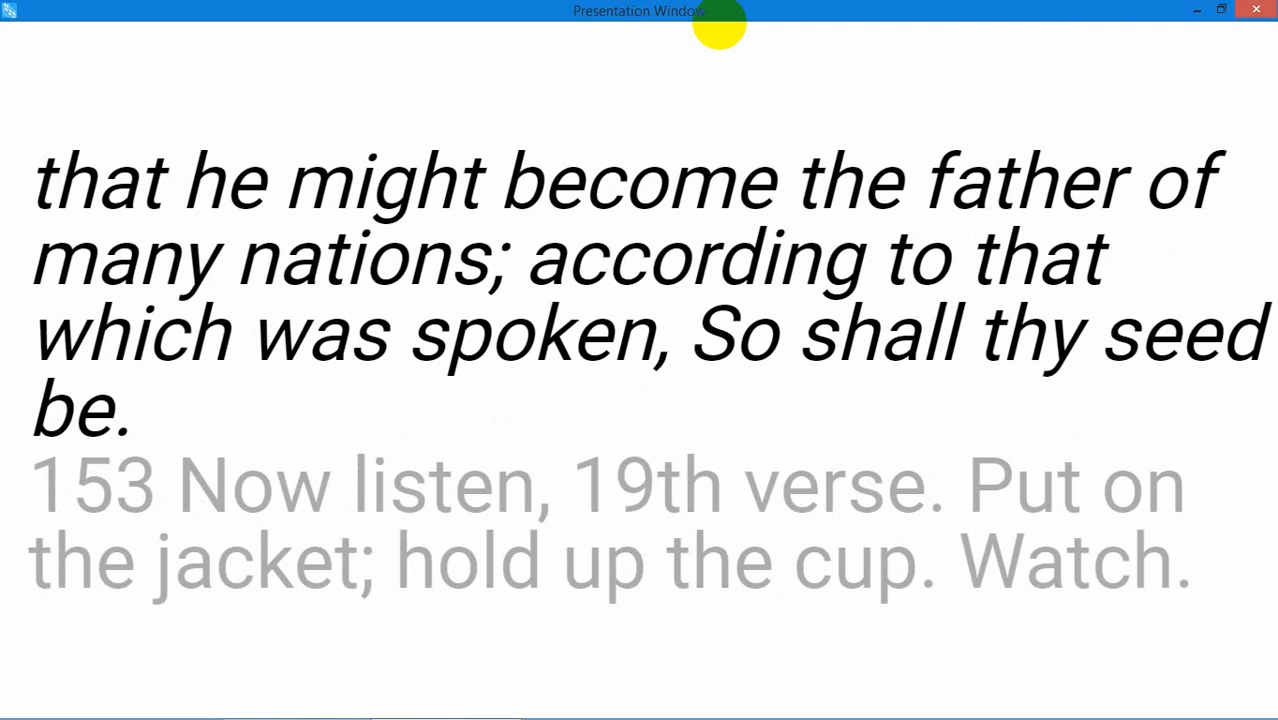 Presentation Window
that he might become the father of
many nations; according to that
which was spoken, So shall thy seed
be.
153 Now listen, 19th verse. Put on
the jacket; hold up the cup. Watch.